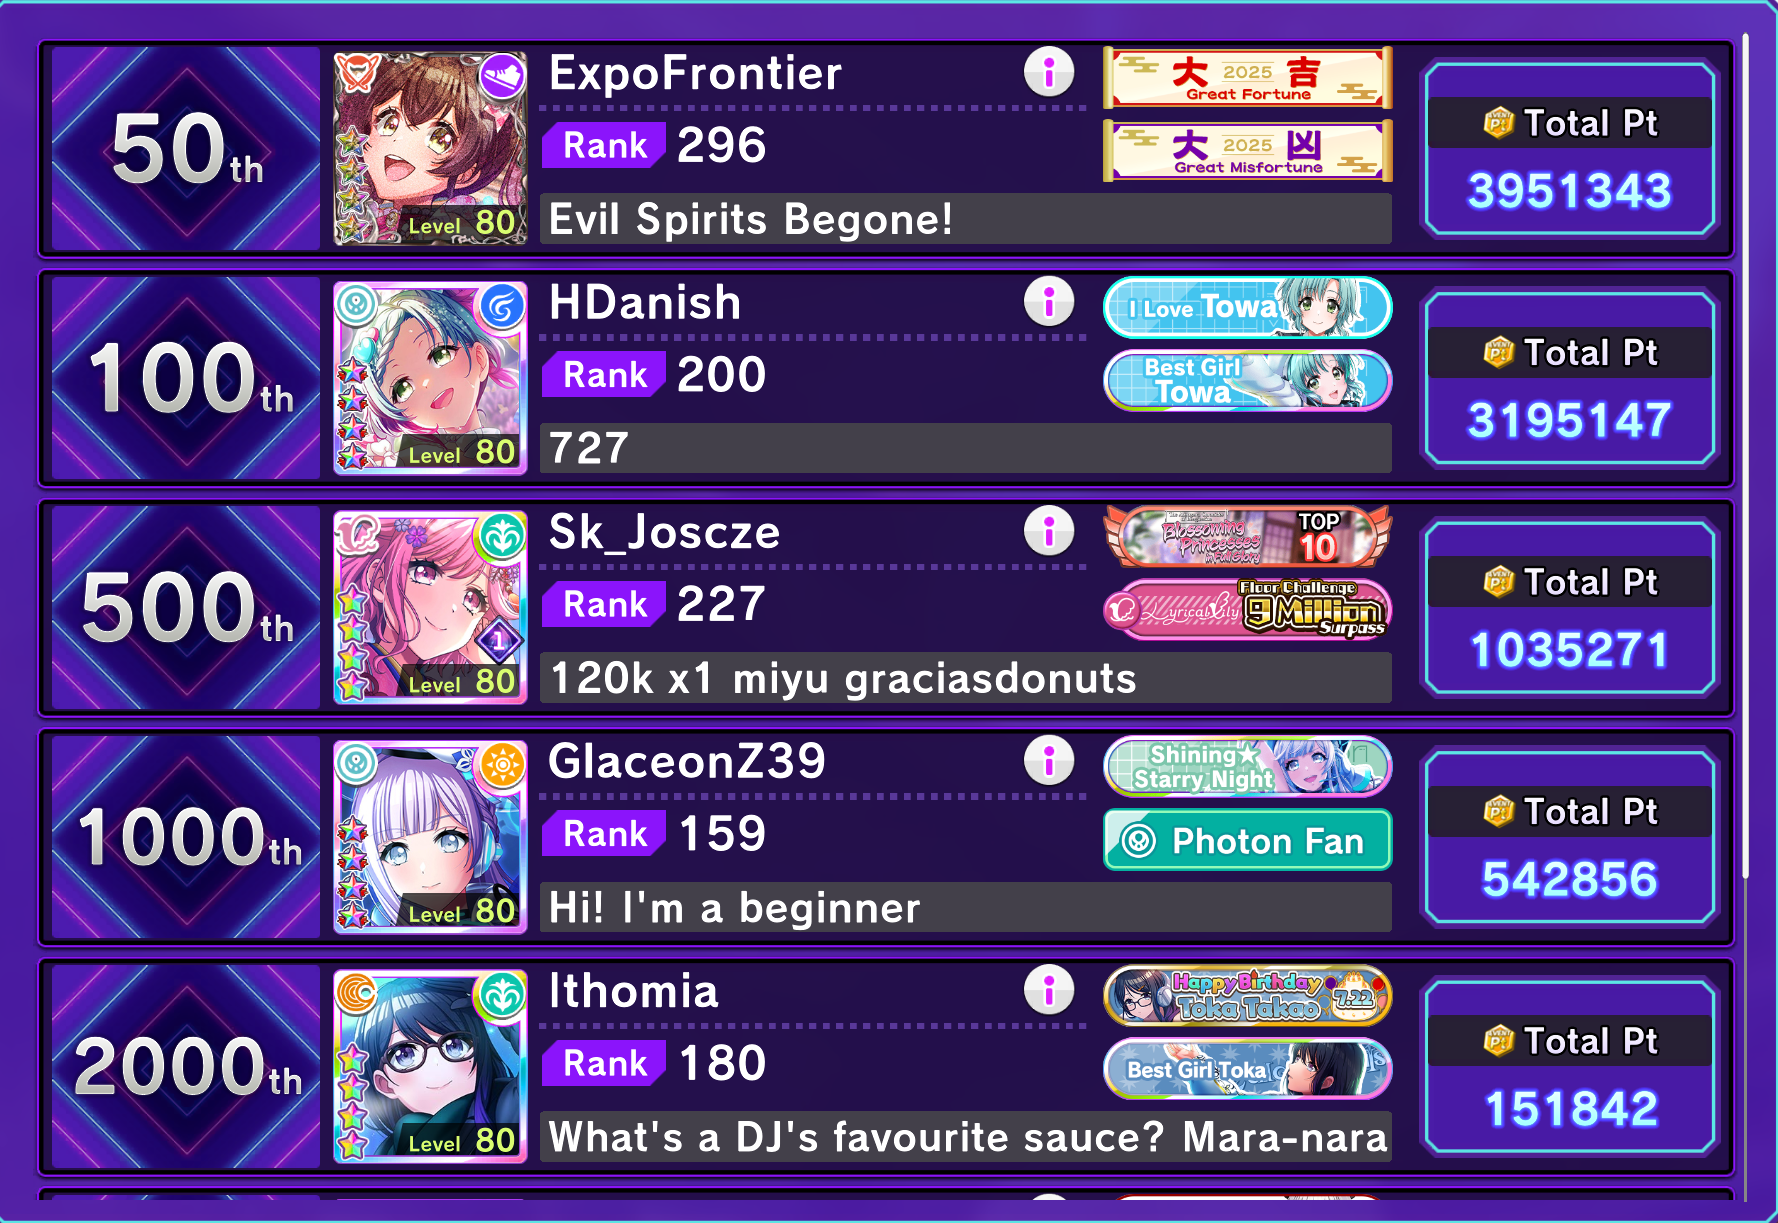 50th
Level 80
ExpoFrontier
Rank 296
Evil Spirits Begone!
大 2025 吉
Great Fortune
大 2025 凶
Great Misfortune
Total Pt
3951343
100th
Level 80
HDanish
Rank 200
727
I Love Towa
Best Girl
Towa
Total Pt
3195147
500th
1
Level 80
Sk_Joscze
Rank 227
120k x1 miyu graciasdonuts
Blossoming
Princesses
TOP
10
Lyrical Lily
Floor Challenge
9 Million
Surpass
Total Pt
1035271
1000th
Level 80
GlaceonZ39
Rank 159
Hi! I'm a beginner
Shining★
Starry Night
Photon Fan
Total Pt
542856
2000th
Level 80
Ithomia
Rank 180
What's a DJ's favourite sauce? Mara-nara
Happy Birthday
Toka Takao 7.22
Best Girl Toka
Total Pt
151842